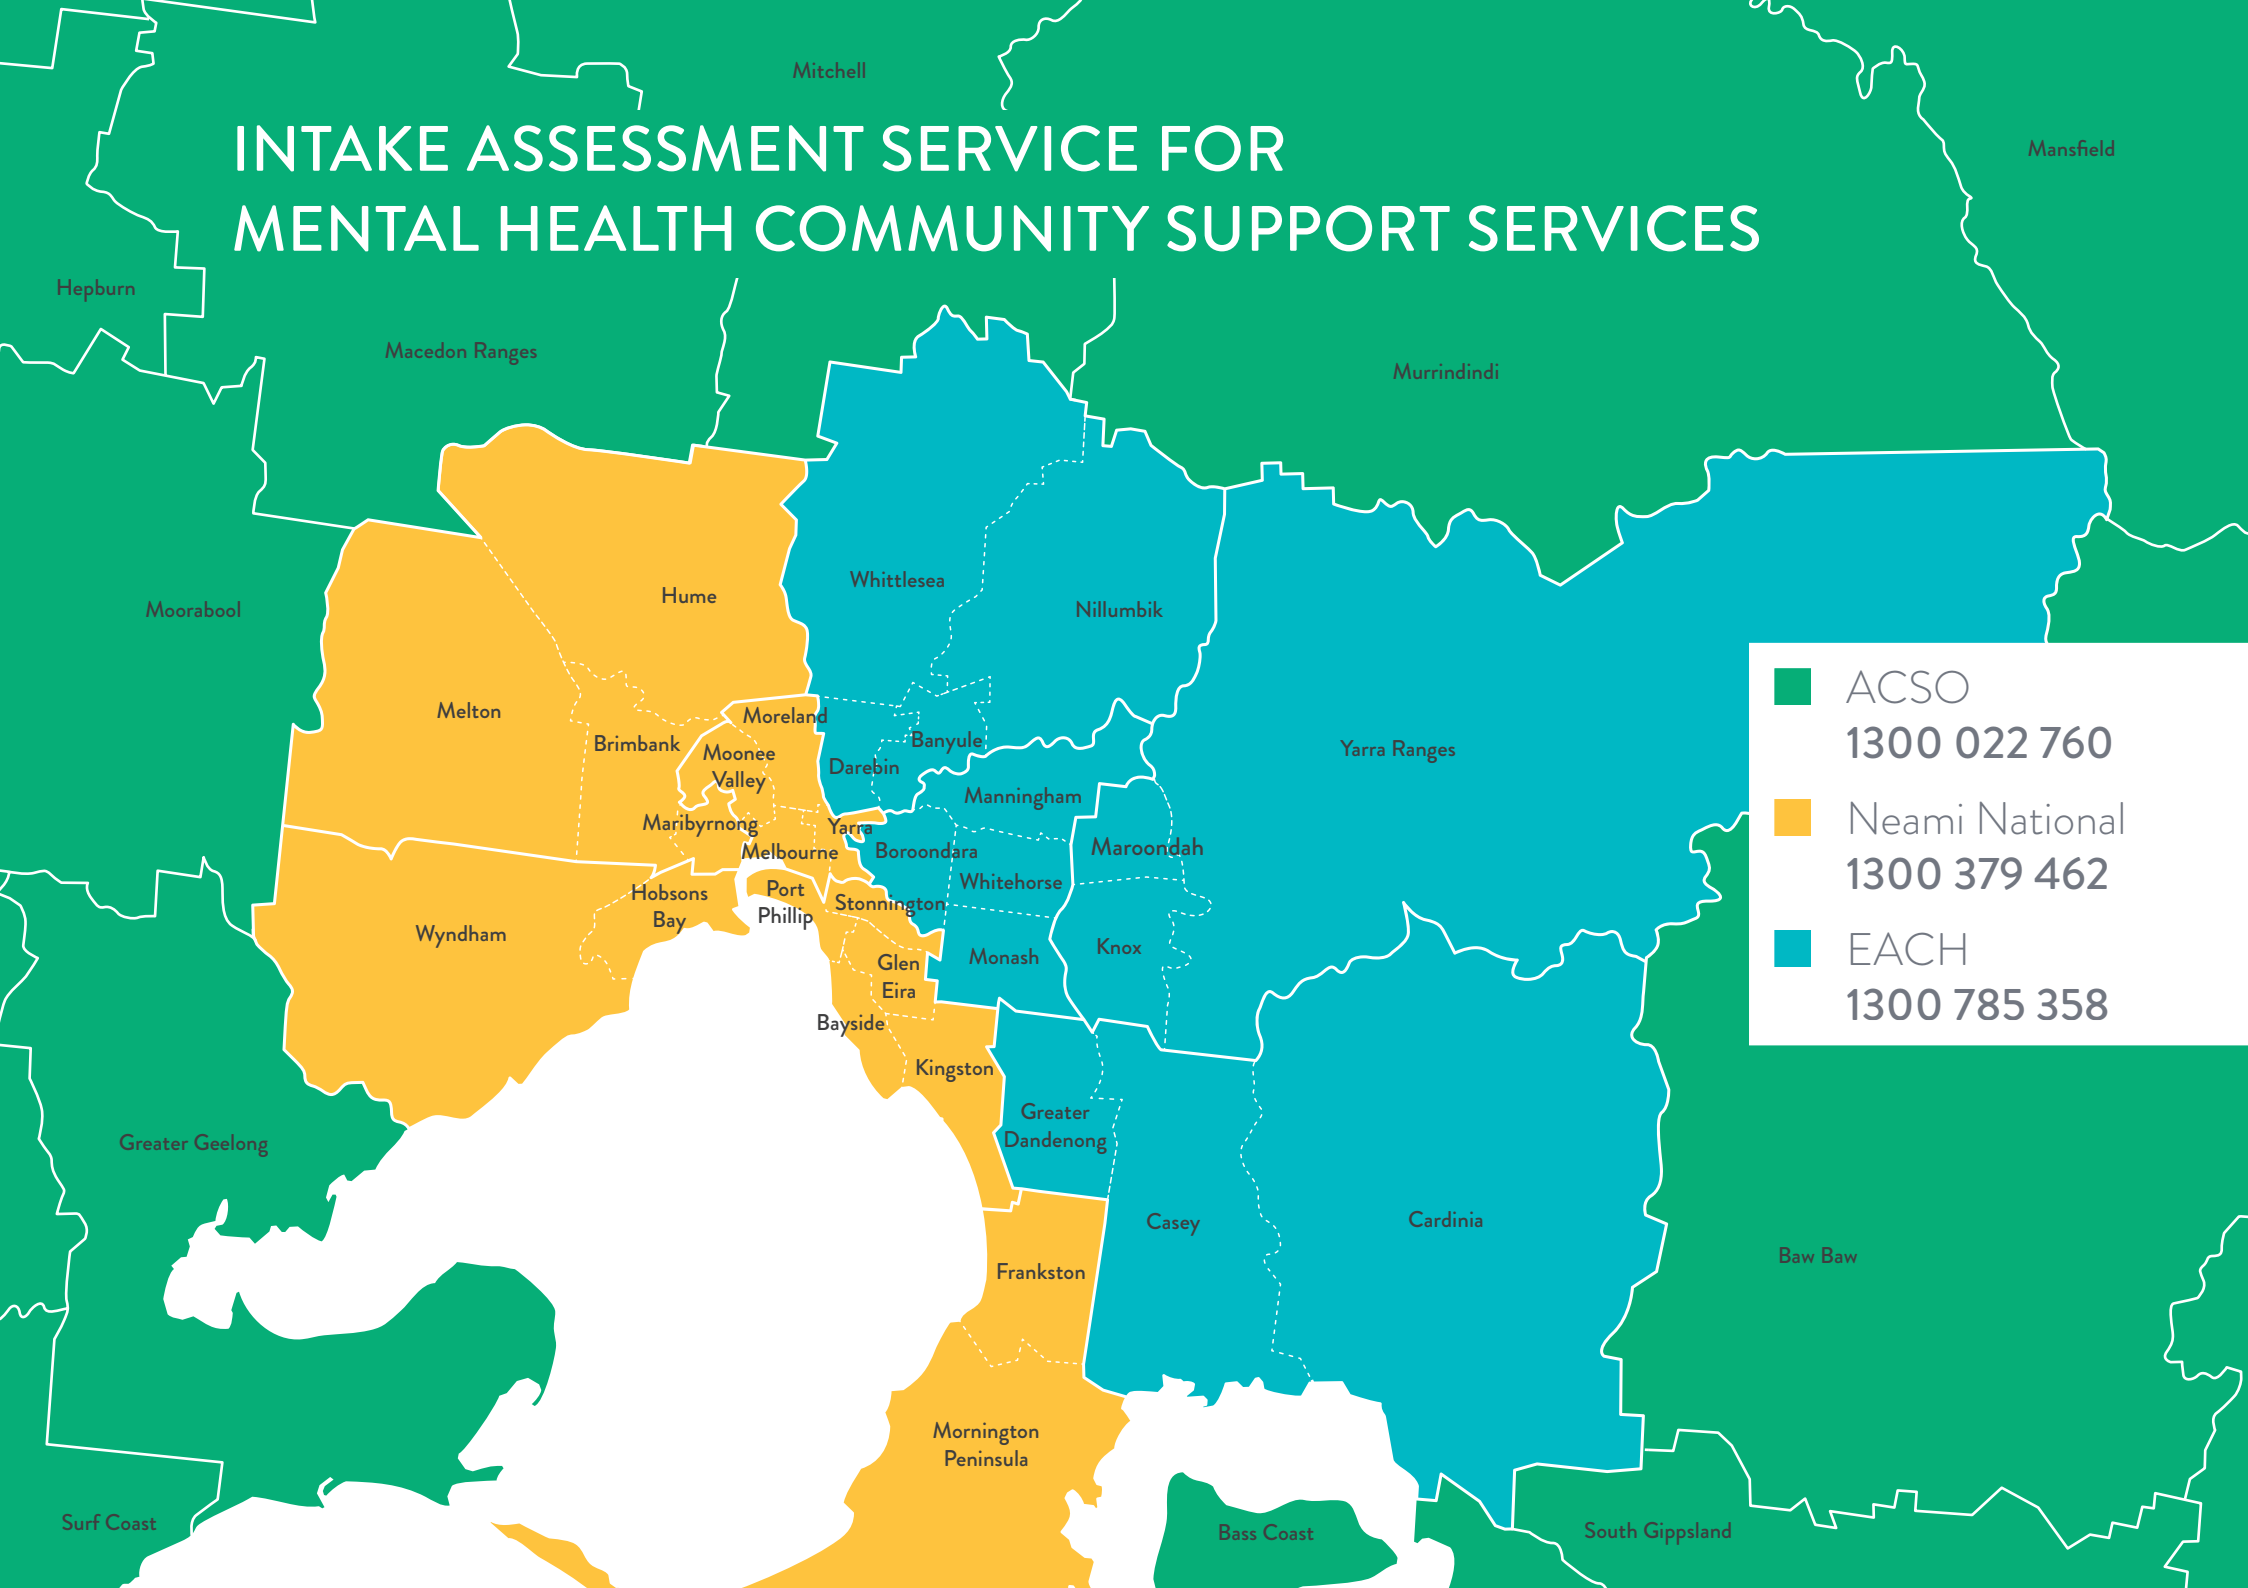 Mitchell
INTAKE ASSESSMENT SERVICE FOR
MENTAL HEALTH COMMUNITY SUPPORT SERVICES
Mansfield
Hepburn
Macedon Ranges
Murrindindi
Whittlesea
Hume
Moorabool
Nillumbik
Melton
Moreland
Brimbank
Moonee
Valley
Banyule
Darebin
Yarra Ranges
Manningham
Maribyrnong
Yarra
Melbourne
Boroondara
Maroondah
Whitehorse
Hobsons
Bay
Port
Phillip
Stonnington
Wyndham
Glen
Eira
Monash
Knox
Bayside
Kingston
Greater
Dandenong
Greater Geelong
Casey
Cardinia
Baw Baw
Frankston
Mornington
Peninsula
Surf Coast
Bass Coast
South Gippsland
ACSO
1300 022 760
Neami National
1300 379 462
EACH
1300 785 358